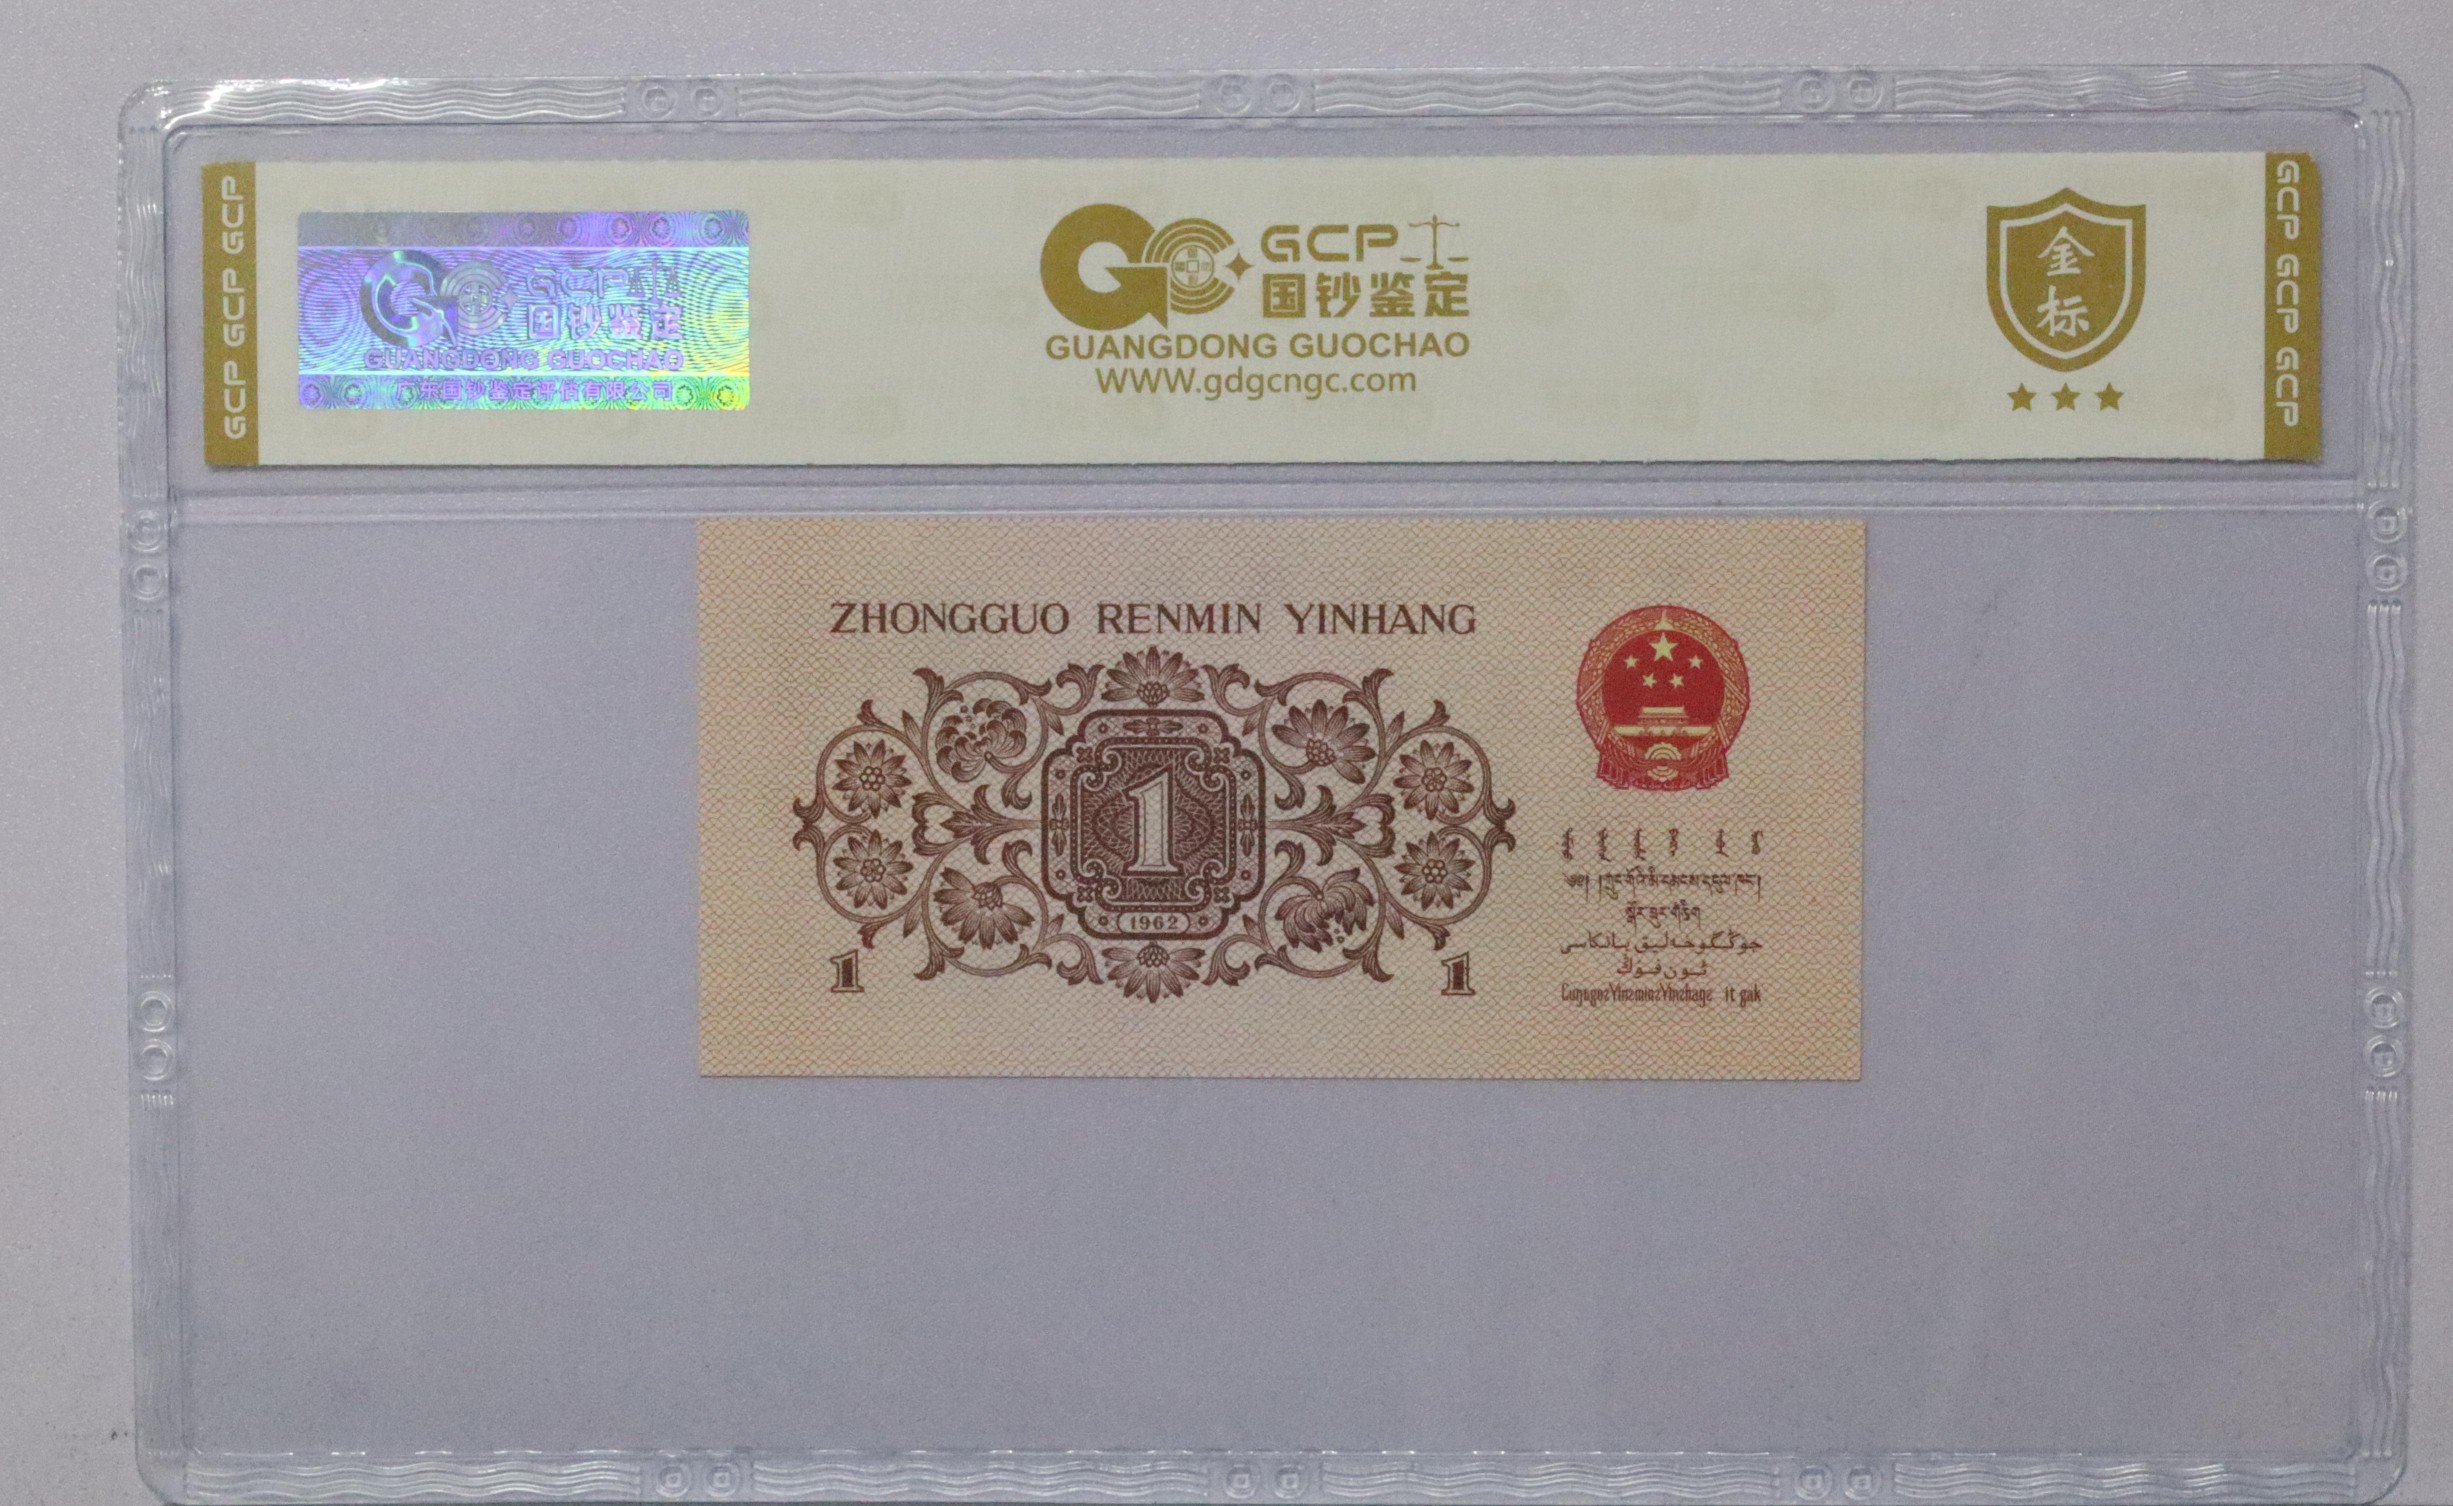 GCP GCP GCP
GCP
国钞鉴定
GUANGDONG GUOCHAO
广东国钞鉴定评估有限公司
GCP
国钞鉴定
GUANGDONG GUOCHAO
WWW.gdgcngc.com
金
标
GCP GCP GCP
ZHONGGUO RENMIN YINHANG
1
1962
1
1